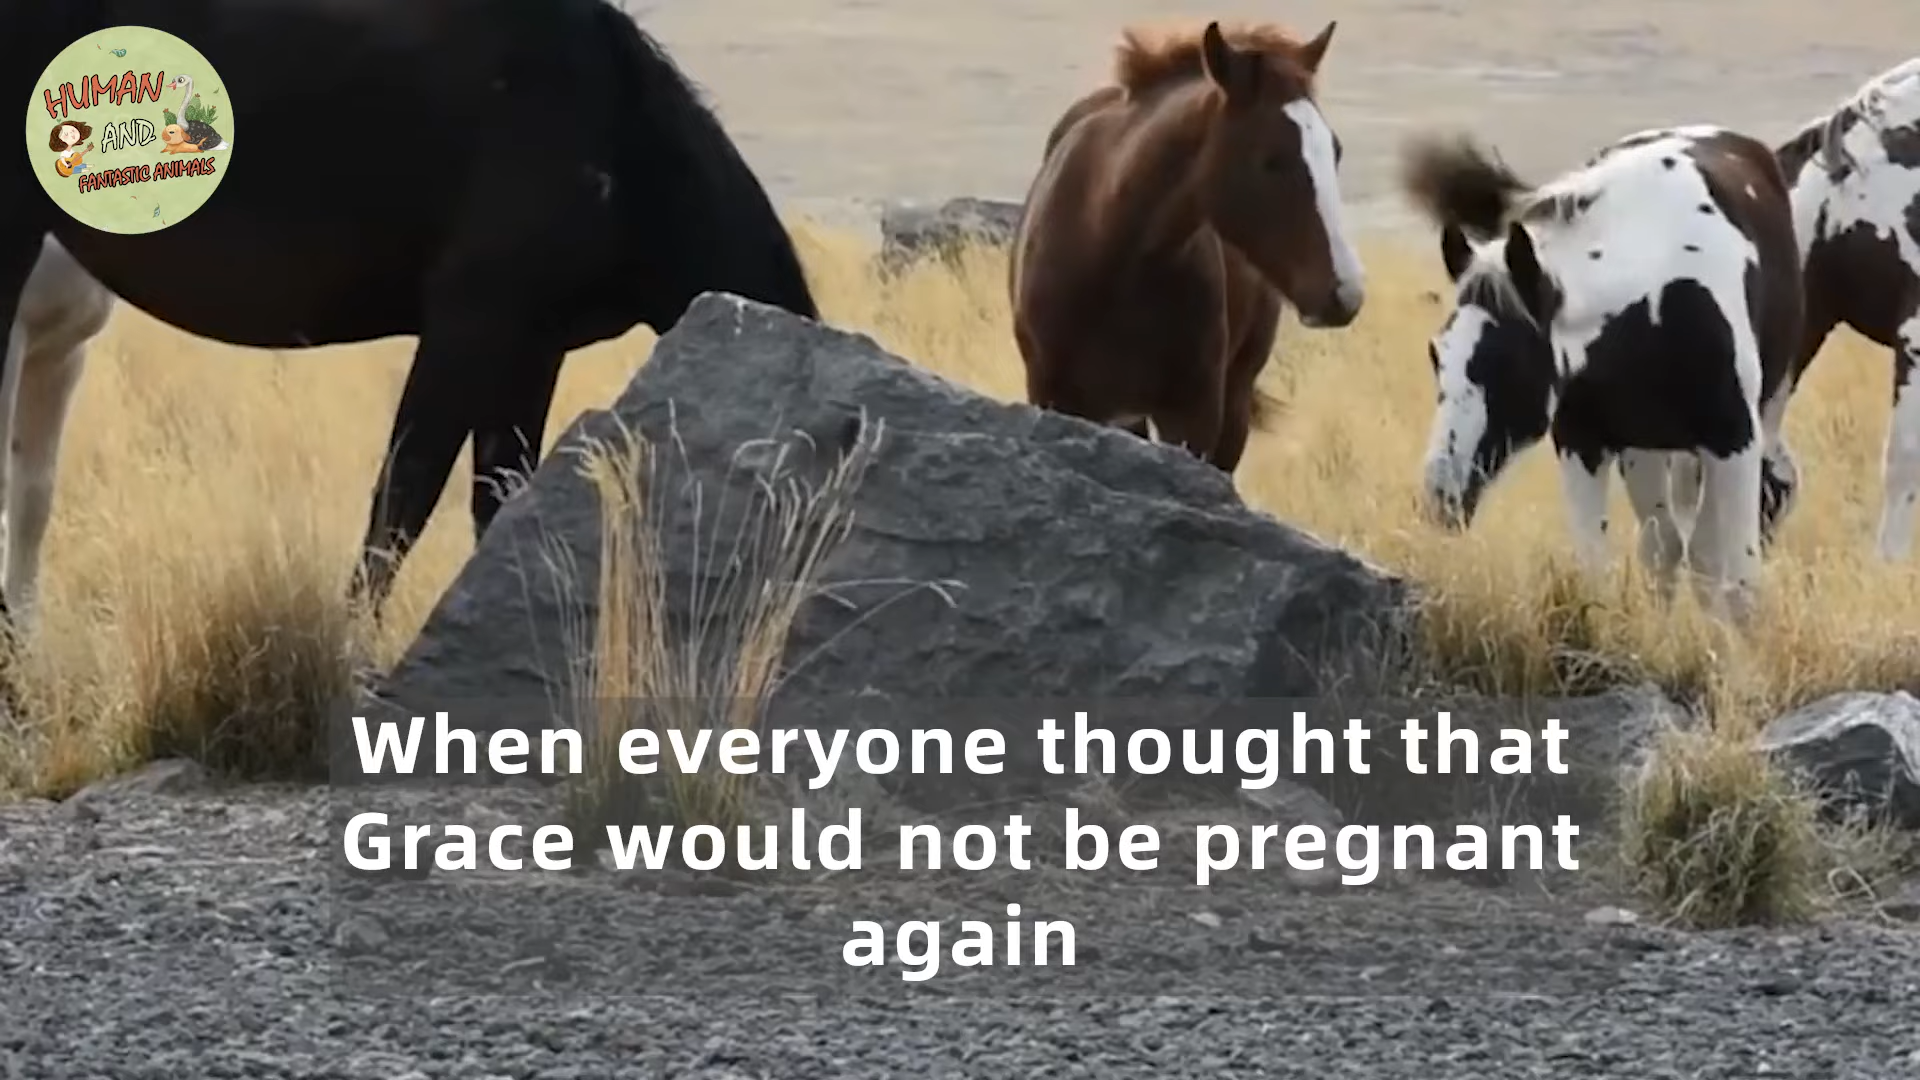 HUMAN
AND
FANTASTIC ANIMALS
When everyone thought that
Grace would not be pregnant
again